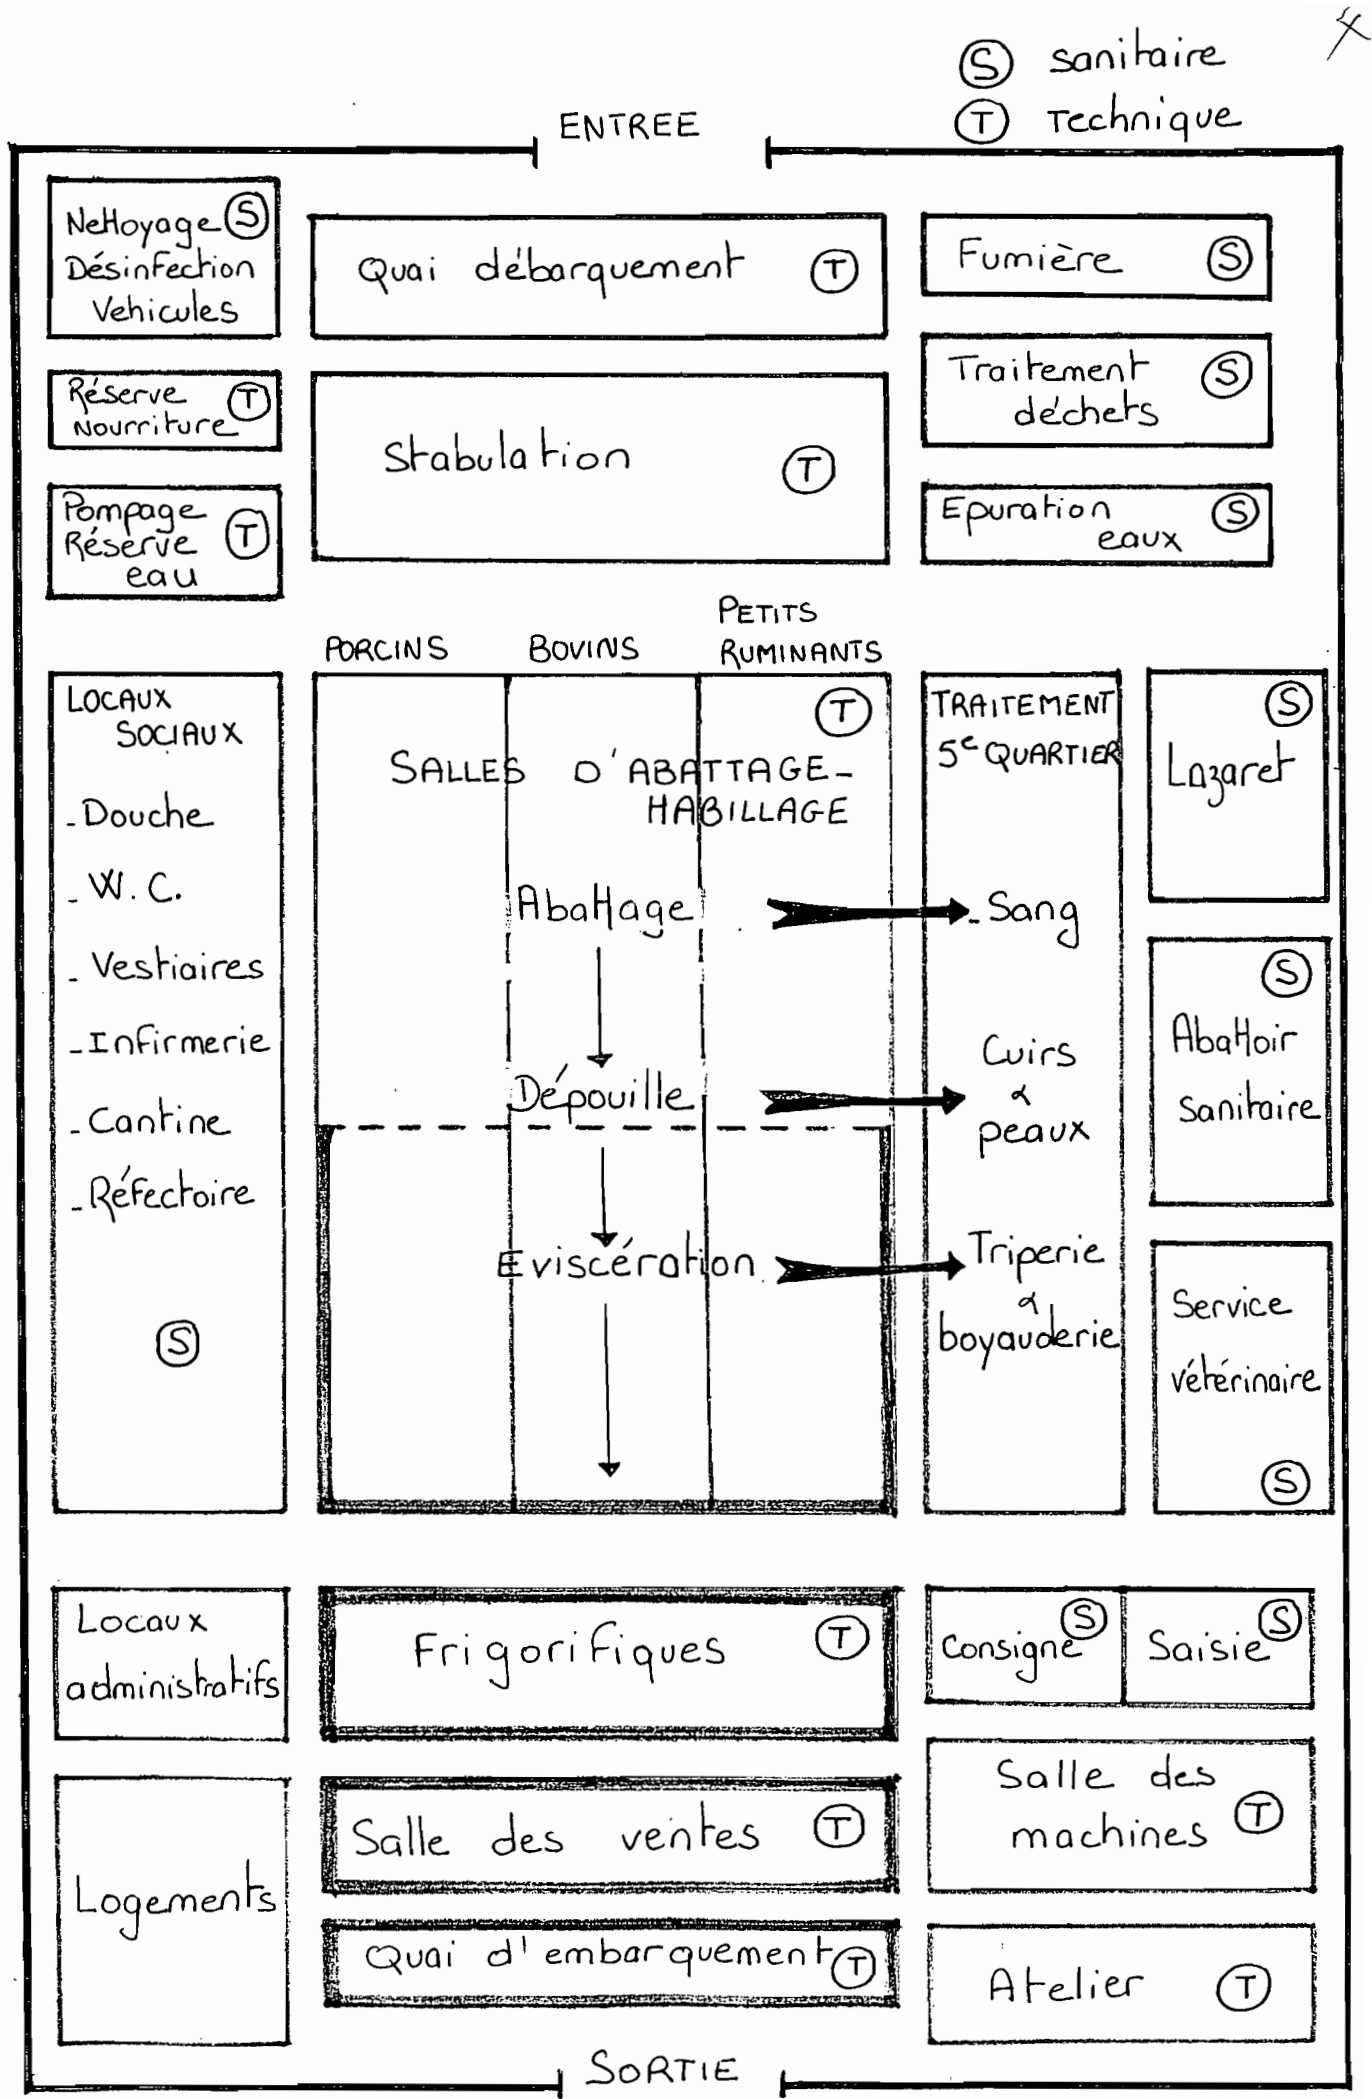 4
Ⓢ sanitaire
Ⓣ Technique
ENTREE
Nettoyage Ⓢ
Désinfection
Vehicules
Quai débarquement Ⓣ
Fumière Ⓢ
Réserve Ⓣ
Nourriture
Stabulation Ⓣ
Traitement Ⓢ
déchets
Pompage Ⓣ
Réserve
eau
Epuration Ⓢ
eaux
PORCINS
BOVINS
PETITS
RUMINANTS
LOCAUX
SOCIAUX
- Douche
- W.C.
- Vestiaires
- Infirmerie
- Cantine
- Réfectoire
Ⓢ
Ⓣ
SALLES D'ABATTAGE-
HABILLAGE
Abattage
Dépouille
Eviscération
TRAITEMENT
5e QUARTIER
- Sang
Cuirs
&
peaux
Triperie
&
boyauderie
Ⓢ
Lazaret
Ⓢ
Abattoir
Sanitaire
Service
vétérinaire
Ⓢ
Locaux
administratifs
Frigorifiques Ⓣ
Consigne Ⓢ
Saisie Ⓢ
Logements
Salle des ventes Ⓣ
Salle des
machines Ⓣ
Quai d'embarquement Ⓣ
Atelier Ⓣ
SORTIE